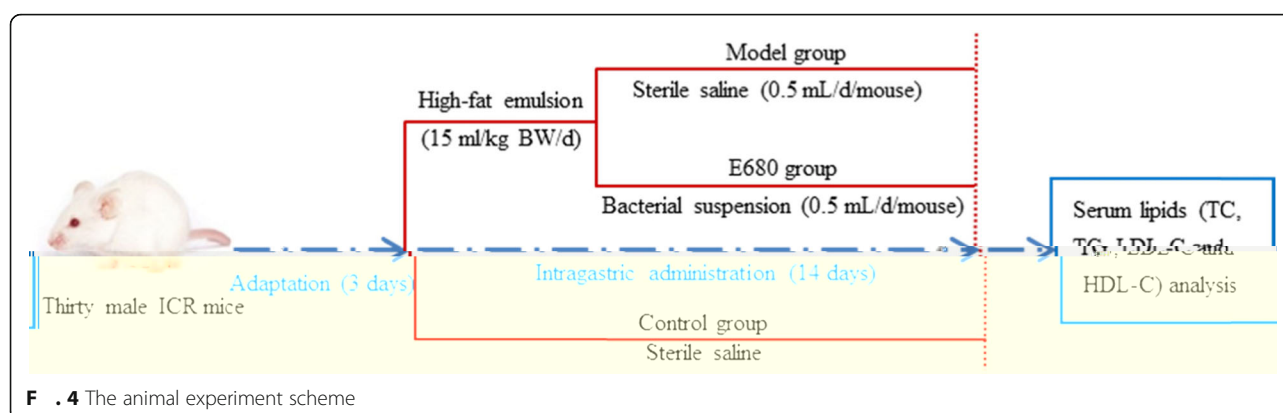 Model group
High-fat emulsion
Sterile saline (0.5 mL/d/mouse)
(15 ml/kg BW/d)
E680 group
Bacterial suspension (0.5 mL/d/mouse)
Serum lipids (TC,
HDL-C) analysis
Adaptation (3 days)
Intragastric administration (14 days)
Thirty male ICR mice
Control group
Sterile saline
F . 4 The animal experiment scheme